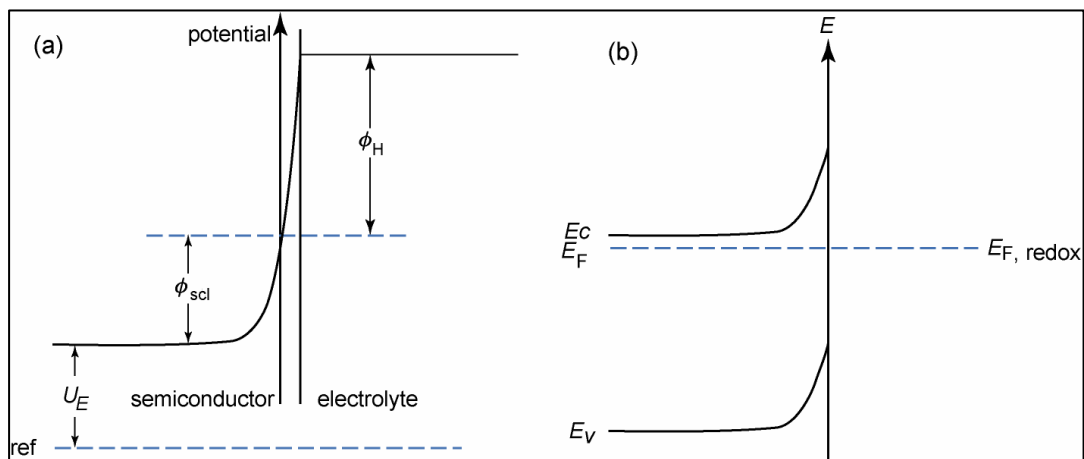 (a)
potential
ϕH
ϕscl
UE
semiconductor
electrolyte
ref
(b)
E
Ec
EF
EF, redox
EV